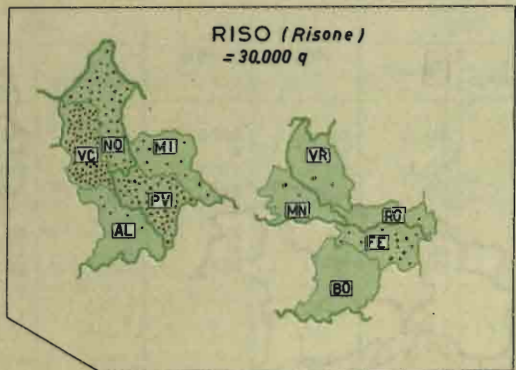 RISO (Risone)
= 30.000 q
NO
MI
VC
PV
AL
VR
MN
RO
FE
BO